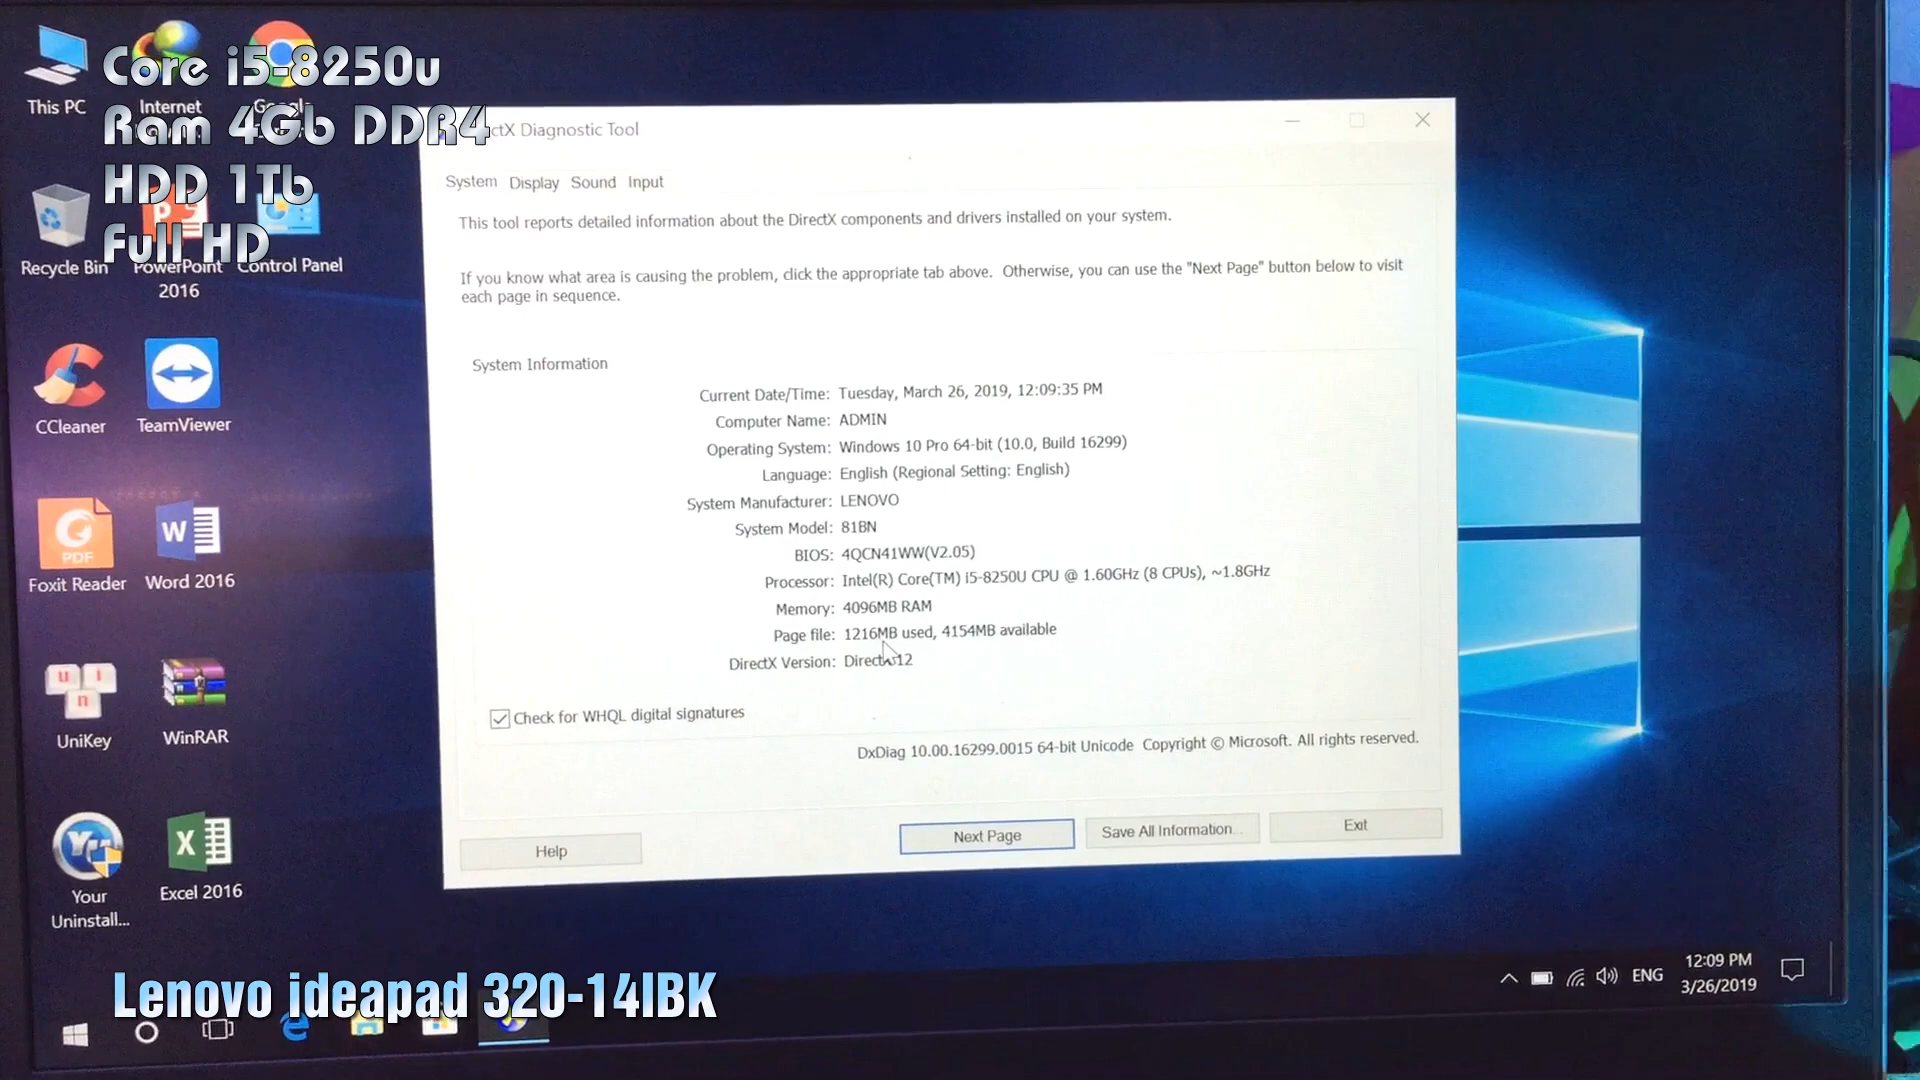 Core i5-8250u
Ram 4Gb DDR4
HDD 1Tb
Full HD
This PC
Internet
Recycle Bin
PowerPoint
2016
Control Panel
CCleaner
TeamViewer
PDF
Foxit Reader
W
Word 2016
U i n
UniKey
WinRAR
Your
Uninstall...
X
Excel 2016
ctX Diagnostic Tool
System Display Sound Input
This tool reports detailed information about the DirectX components and drivers installed on your system.
If you know what area is causing the problem, click the appropriate tab above. Otherwise, you can use the "Next Page" button below to visit
each page in sequence.
System Information
Current Date/Time: Tuesday, March 26, 2019, 12:09:35 PM
Computer Name: ADMIN
Operating System: Windows 10 Pro 64-bit (10.0, Build 16299)
Language: English (Regional Setting: English)
System Manufacturer: LENOVO
System Model: 81BN
BIOS: 4QCN41WW(V2.05)
Processor: Intel(R) Core(TM) i5-8250U CPU @ 1.60GHz (8 CPUs), ~1.8GHz
Memory: 4096MB RAM
Page file: 1216MB used, 4154MB available
DirectX Version: DirectX 12
Check for WHQL digital signatures
DxDiag 10.00.16299.0015 64-bit Unicode Copyright © Microsoft. All rights reserved.
Help
Next Page
Save All Information...
Exit
Lenovo ideapad 320-14IBK
ENG
12:09 PM
3/26/2019